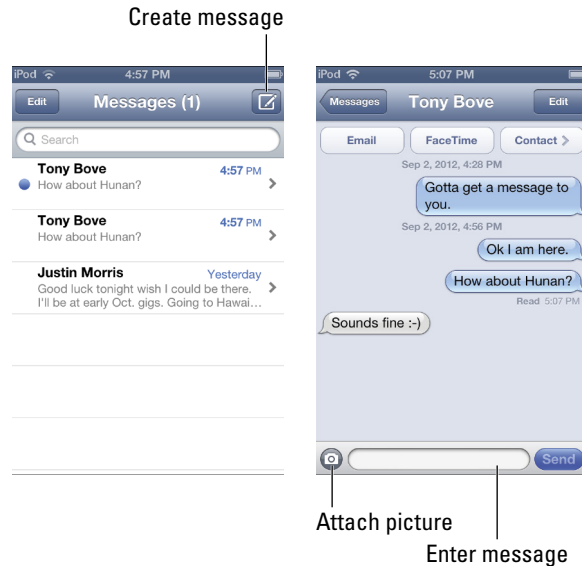 Create message
iPod 4:57 PM
Edit Messages (1)
Search
Tony Bove 4:57 PM
How about Hunan?
Tony Bove 4:57 PM
How about Hunan?
Justin Morris Yesterday
Good luck tonight wish I could be there.
I'll be at early Oct. gigs. Going to Hawai...
iPod 5:07 PM
Messages Tony Bove Edit
Email FaceTime Contact
Sep 2, 2012, 4:28 PM
Gotta get a message to
you.
Sep 2, 2012, 4:56 PM
Ok I am here.
How about Hunan?
Read 5:07 PM
Sounds fine :-)
Send
Attach picture
Enter message